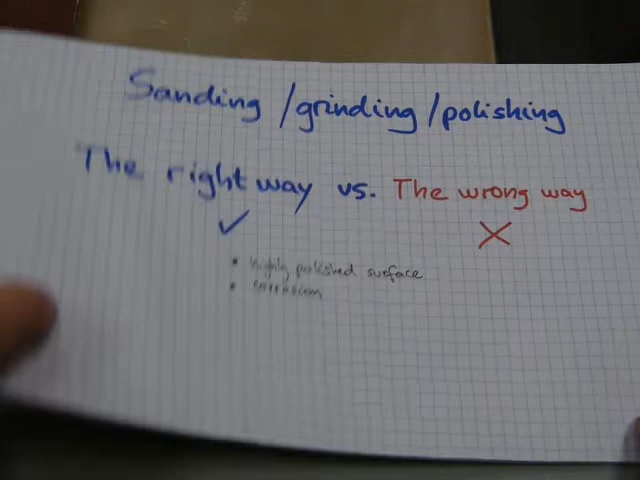 Sanding / grinding / polishing
The right way vs. The wrong way
• highly polished surface